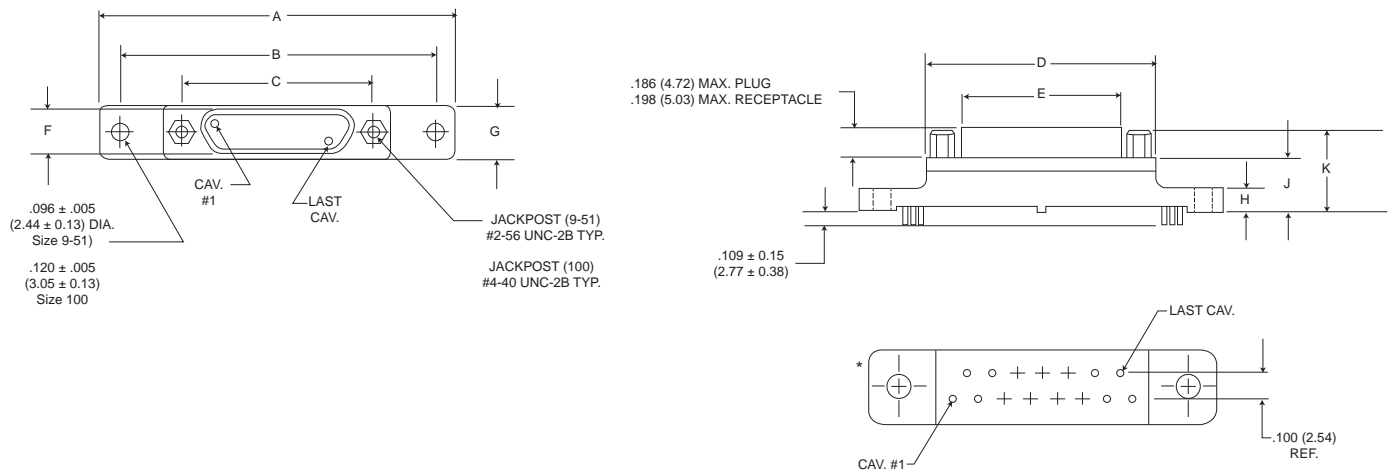 A
B
C
F
G
CAV.
#1
LAST
CAV.
.096 ± .005
(2.44 ± 0.13) DIA.
Size 9-51)
.120 ± .005
(3.05 ± 0.13)
Size 100
JACKPOST (9-51)
#2-56 UNC-2B TYP.
JACKPOST (100)
#4-40 UNC-2B TYP.
D
.186 (4.72) MAX. PLUG
.198 (5.03) MAX. RECEPTACLE
E
K
J
H
.109 ± 0.15
(2.77 ± 0.38)
LAST CAV.
*
.100 (2.54)
REF.
CAV. #1